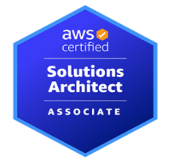 aws
certified
Solutions
Architect
ASSOCIATE